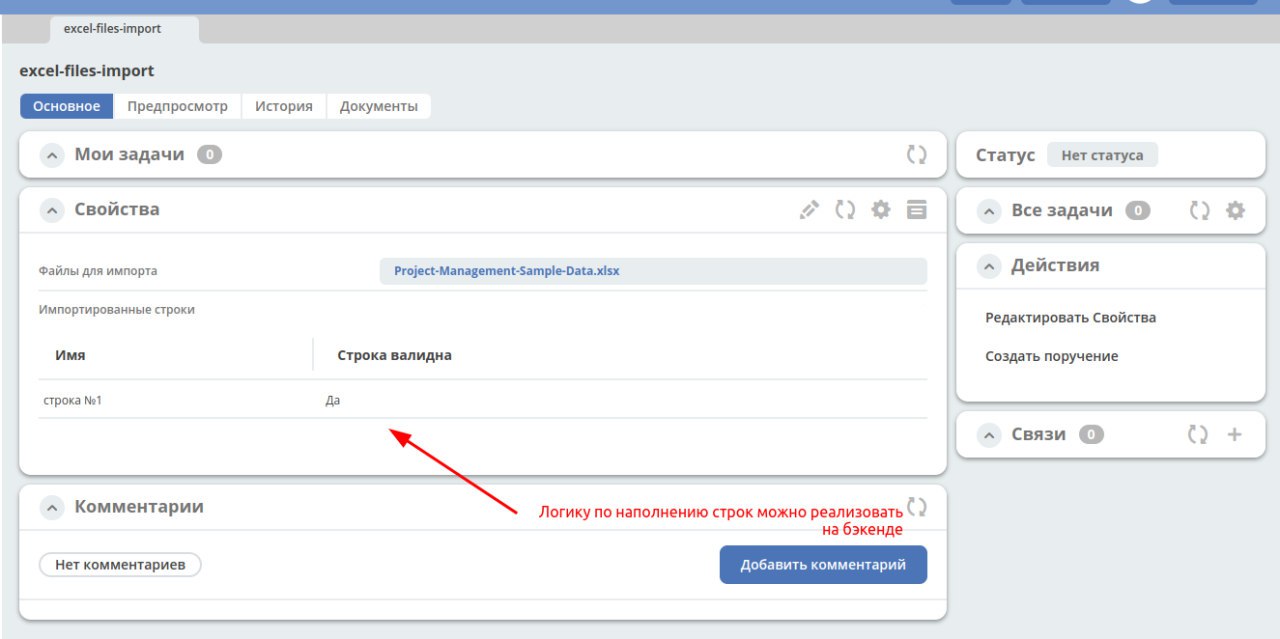 excel-files-import
excel-files-import
Основное Предпросмотр История Документы
Мои задачи 0
Статус Нет статуса
Свойства
Все задачи 0
Действия
Файлы для импорта Project-Management-Sample-Data.xlsx
Импортированные строки
Редактировать Свойства
Имя Строка валидна
Создать поручение
строка №1 Да
Связи 0
Комментарии
Логику по наполнению строк можно реализовать
на бэкенде
Нет комментариев Добавить комментарий